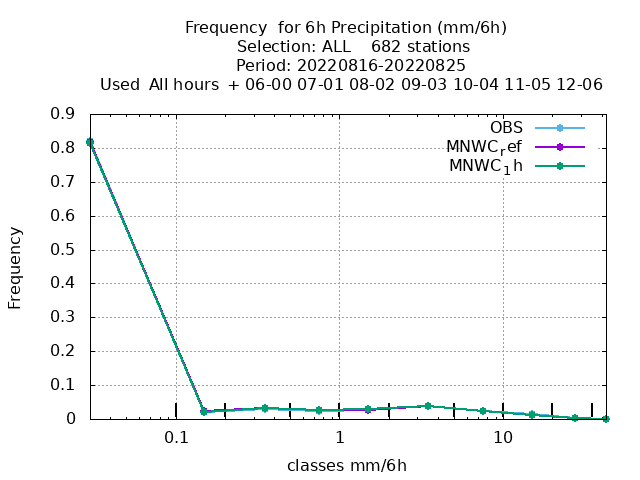 Frequency  for 6h Precipitation (mm/6h)
Selection: ALL    682 stations
Period: 20220816-20220825
Used  All hours  + 06-00 07-01 08-02 09-03 10-04 11-05 12-06
OBS
MNWC_ref
MNWC_1h
0.9
0.8
0.7
0.6
0.5
0.4
0.3
0.2
0.1
0
Frequency
0.1 1 10
classes mm/6h